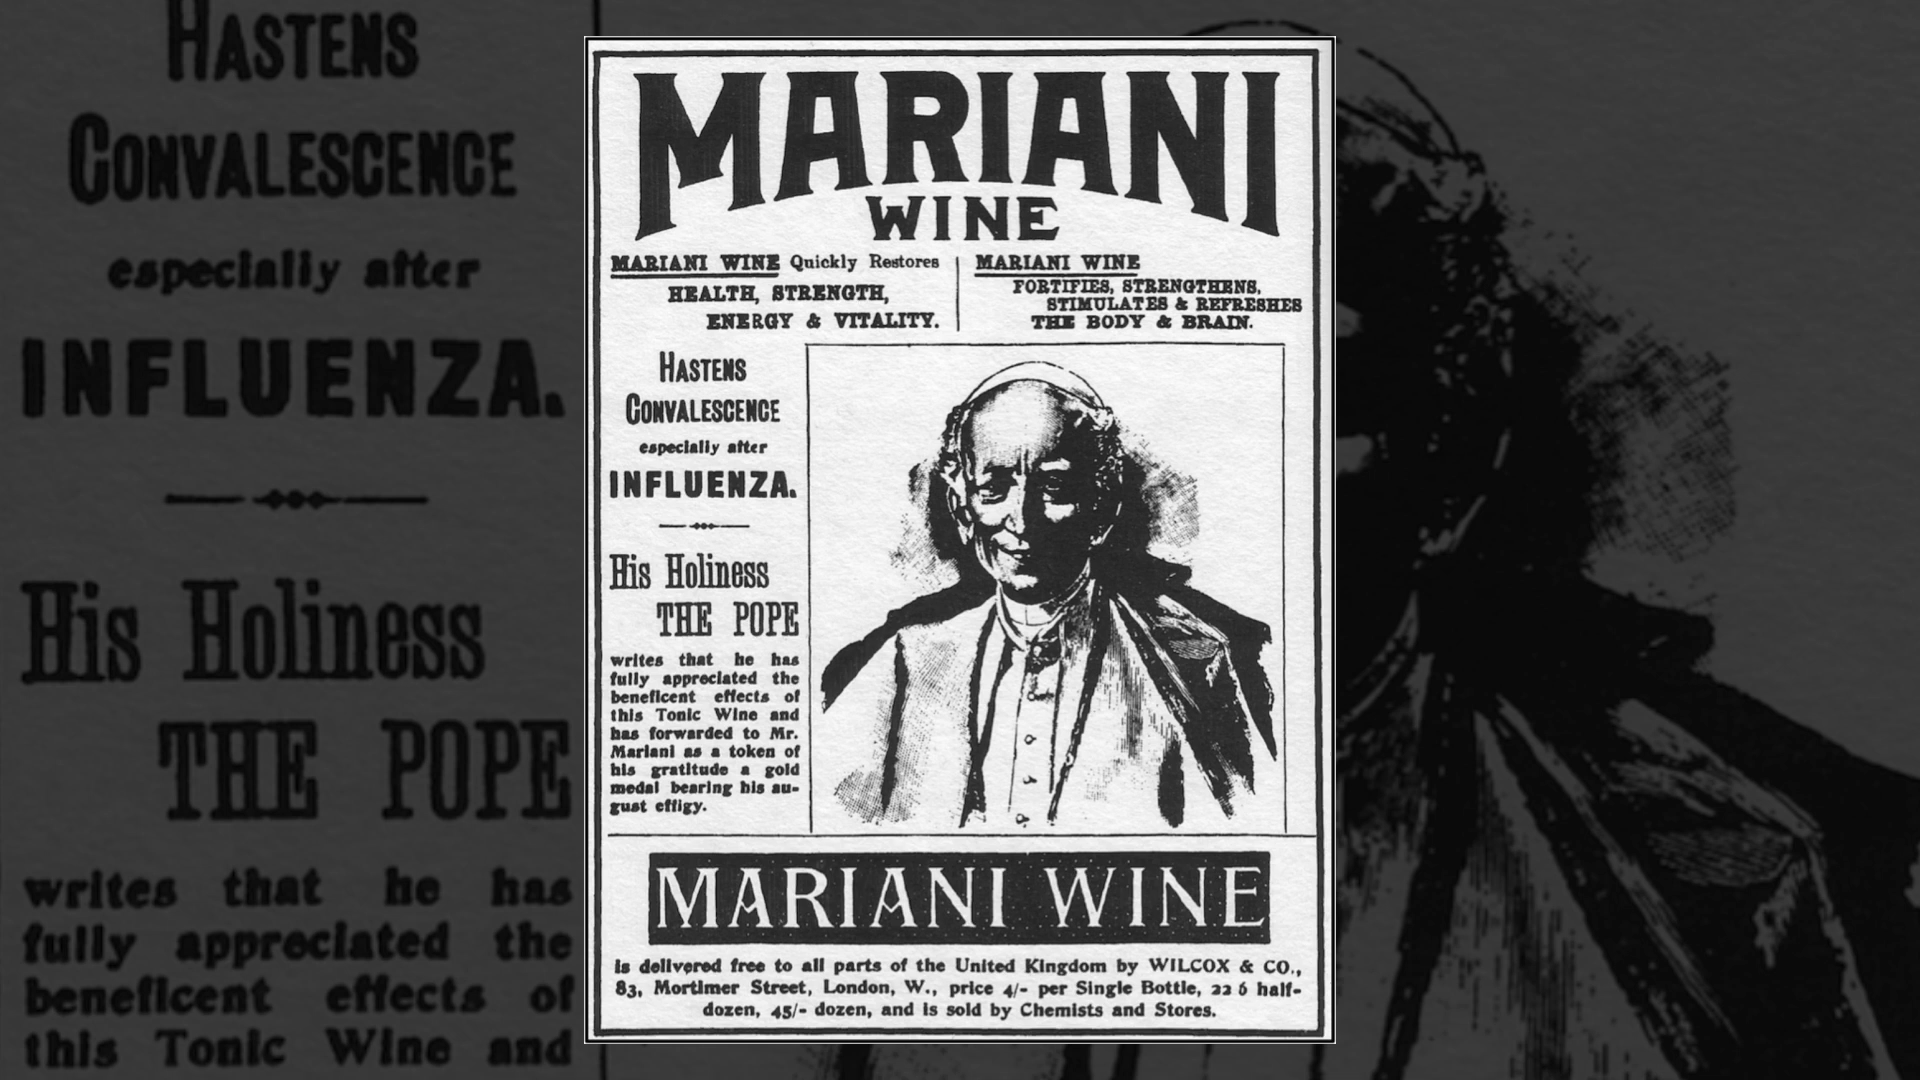 MARIANI
WINE
MARIANI WINE Quickly Restores
HEALTH, STRENGTH,
ENERGY & VITALITY.
MARIANI WINE
FORTIFIES, STRENGTHENS,
STIMULATES & REFRESHES
THE BODY & BRAIN.
HASTENS
CONVALESCENCE
especially after
INFLUENZA.
His Holiness
THE POPE
writes that he has
fully appreciated the
beneficent effects of
this Tonic Wine and
has forwarded to Mr.
Mariani as a token of
his gratitude a gold
medal bearing his au-
gust effigy.
MARIANI WINE
is delivered free to all parts of the United Kingdom by WILCOX & CO.,
83, Mortimer Street, London, W., price 4/- per Single Bottle, 22 6 half-
dozen, 45/- dozen, and is sold by Chemists and Stores.
HASTENS
CONVALESCENCE
especially after
INFLUENZA.
His Holiness
THE POPE
writes that he has
fully appreciated the
beneficent effects of
this Tonic Wine and